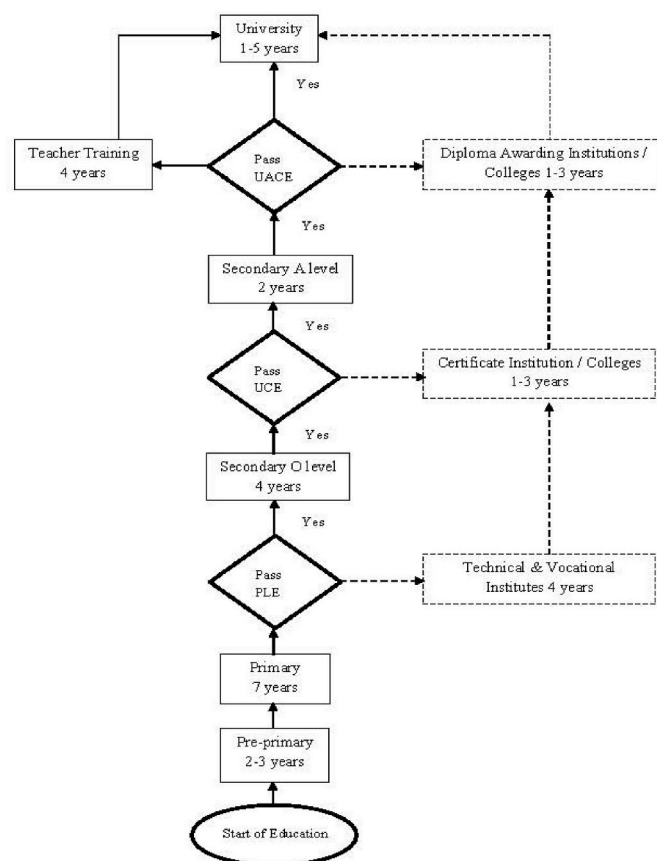 University
1-5 years
Yes
Teacher Training
4 years
Pass
UACE
Diploma Awarding Institutions /
Colleges 1-3 years
Yes
Secondary A level
2 years
Yes
Pass
UCE
Certificate Institution / Colleges
1-3 years
Yes
Secondary O level
4 years
Yes
Pass
PLE
Technical & Vocational
Institutes 4 years
Primary
7 years
Pre-primary
2-3 years
Start of Education